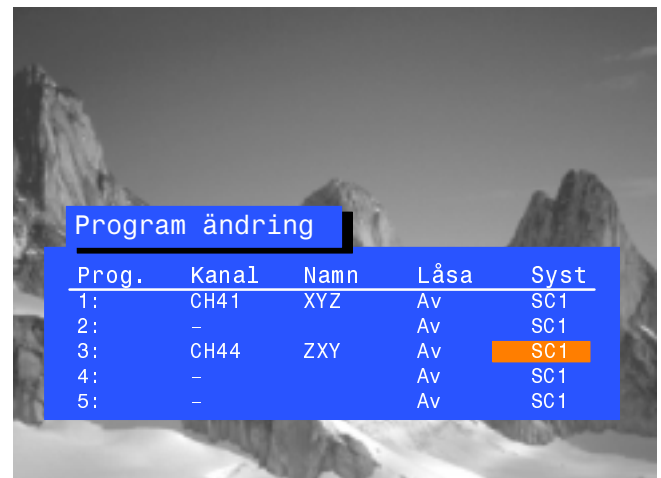 Program ändring
Prog. Kanal Namn Låsa Syst
1: CH41 XYZ Av SC1
2: – Av SC1
3: CH44 ZXY Av SC1
4: – Av SC1
5: – Av SC1